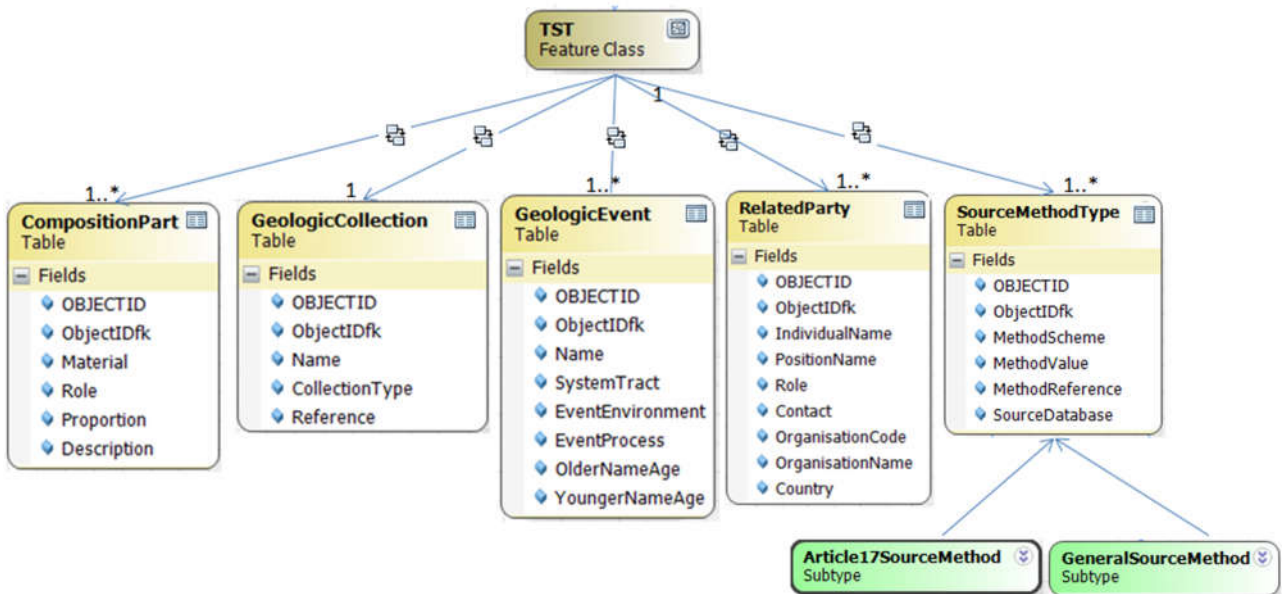 TST
Feature Class
1
1..*
1
1..*
1..*
1..*
CompositionPart
Table
Fields
OBJECTID
ObjectIDfk
Material
Role
Proportion
Description
GeologicCollection
Table
Fields
OBJECTID
ObjectIDfk
Name
CollectionType
Reference
GeologicEvent
Table
Fields
OBJECTID
ObjectIDfk
Name
SystemTract
EventEnvironment
EventProcess
OlderNameAge
YoungerNameAge
RelatedParty
Table
Fields
OBJECTID
ObjectIDfk
IndividualName
PositionName
Role
Contact
OrganisationCode
OrganisationName
Country
SourceMethodType
Table
Fields
OBJECTID
ObjectIDfk
MethodScheme
MethodValue
MethodReference
SourceDatabase
Article17SourceMethod
Subtype
GeneralSourceMethod
Subtype